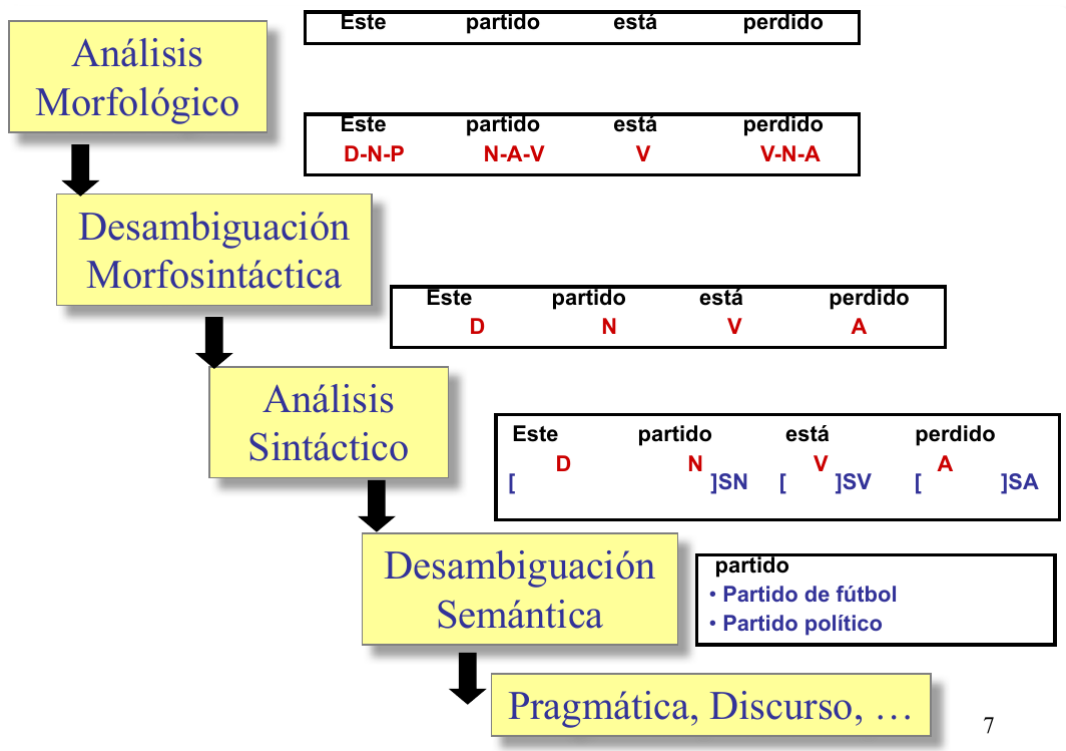 Este partido está perdido
Análisis
Morfológico
Este partido está perdido
D-N-P N-A-V V V-N-A
Desambiguación
Morfosintáctica
Este partido está perdido
D N V A
Análisis
Sintáctico
Este partido está perdido
D N V A
[ ]SN [ ]SV [ ]SA
Desambiguación
Semántica
partido
• Partido de fútbol
• Partido político
Pragmática, Discurso, …
7